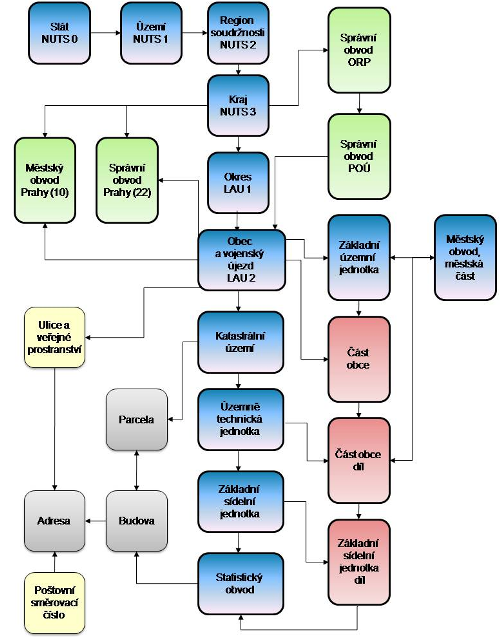 Stát
NUTS 0
Území
NUTS 1
Region
soudržnosti
NUTS 2
Správní
obvod
ORP
Kraj
NUTS 3
Městský
obvod
Prahy (10)
Správní
obvod
Prahy (22)
Okres
LAU 1
Správní
obvod
POÚ
Obec
a vojenský
újezd
LAU 2
Základní
územní
jednotka
Městský
obvod,
městská
část
Ulice a
veřejné
prostranství
Katastrální
území
Část
obce
Parcela
Územně
technická
jednotka
Část obce
díl
Adresa
Budova
Základní
sídelní
jednotka
Základní
sídelní
jednotka
díl
Poštovní
směrovací
číslo
Statistický
obvod